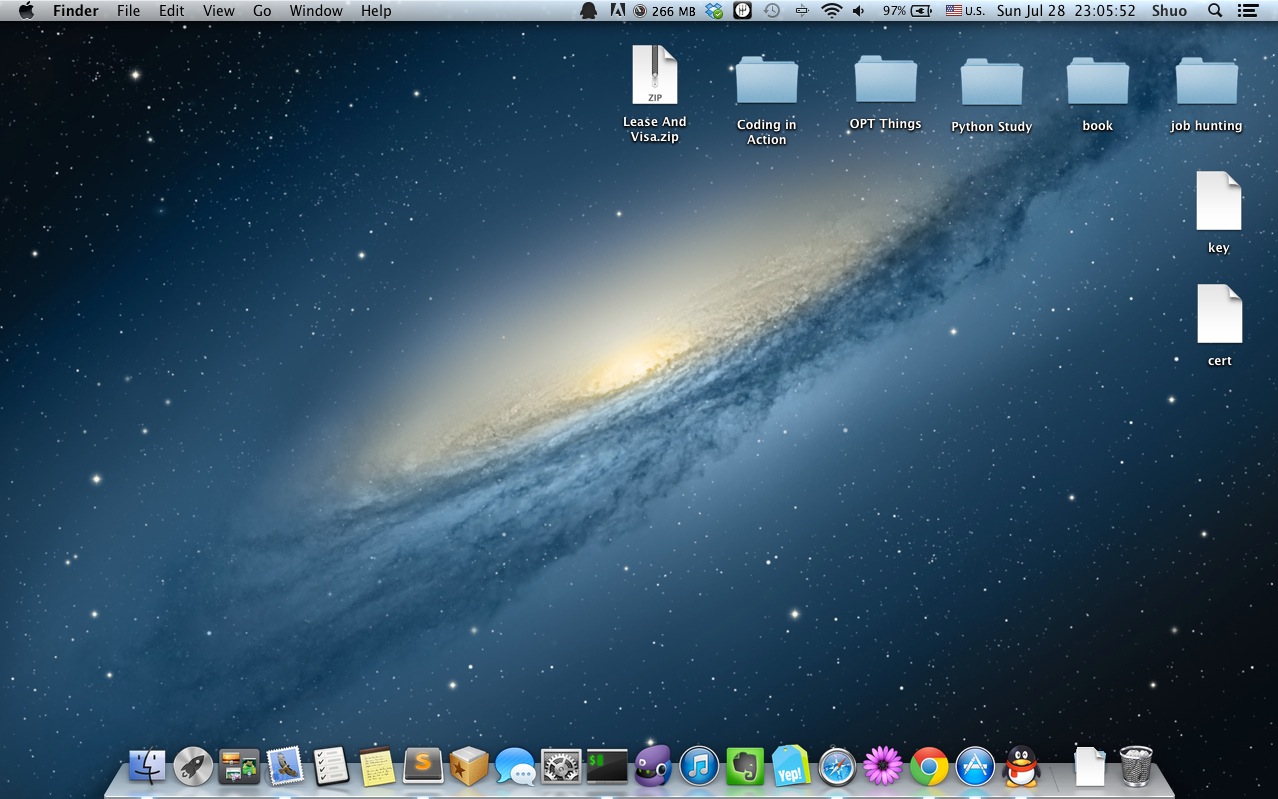 Finder File Edit View Go Window Help 266 MB 97% U.S. Sun Jul 28 23:05:52 Shuo
ZIP
Lease And
Visa.zip
Coding in
Action
OPT Things
Python Study
book
job hunting
key
cert
S
$
Yep!